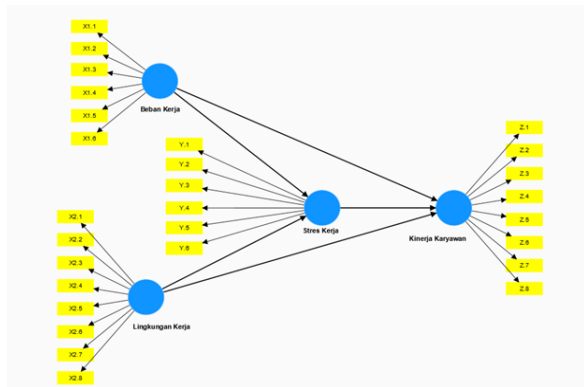 X1.1
X1.2
X1.3
X1.4
X1.5
X1.6
Beban Kerja
Y.1
Y.2
Y.3
Y.4
Y.5
Y.6
Stres Kerja
Z.1
Z.2
Z.3
Z.4
Z.5
Z.6
Z.7
Z.8
Kinerja Karyawan
X2.1
X2.2
X2.3
X2.4
X2.5
X2.6
X2.7
X2.8
Lingkungan Kerja